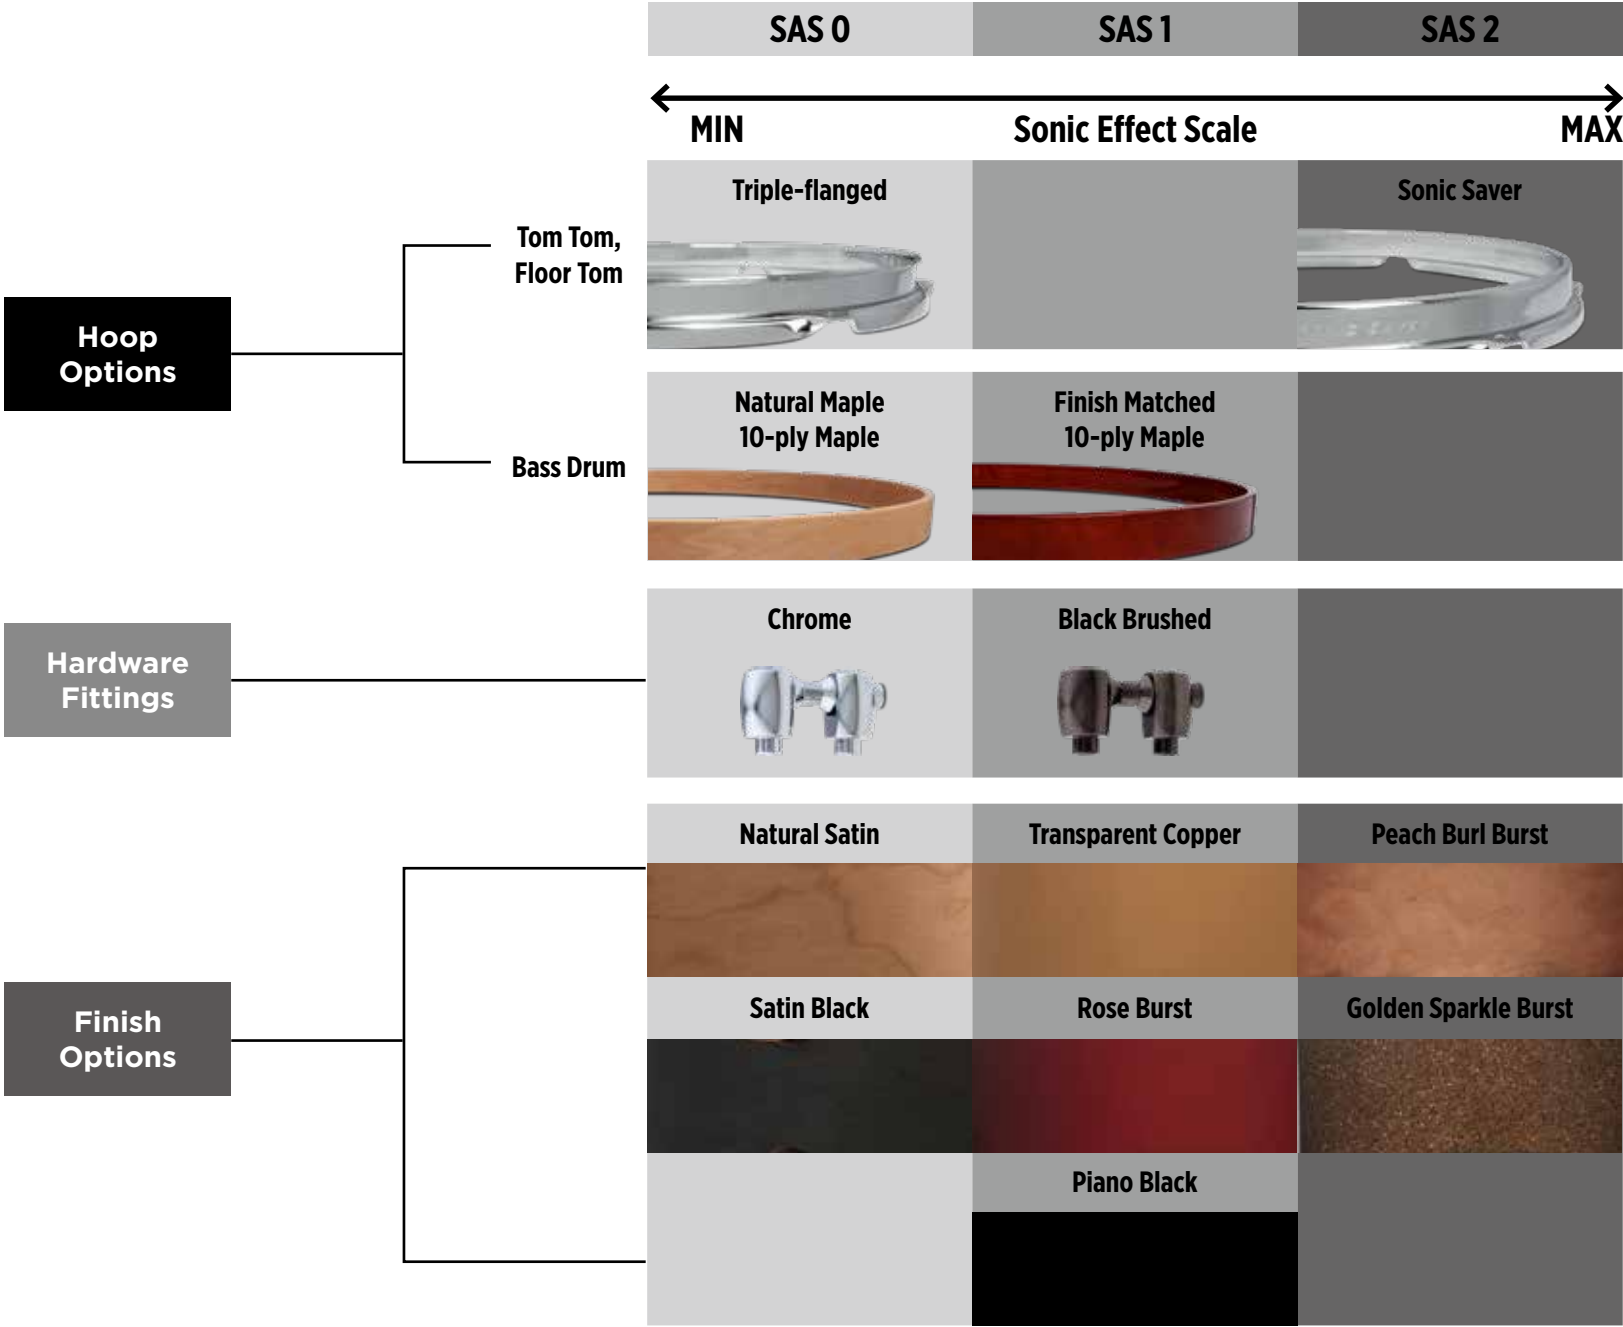 SAS 0
SAS 1
SAS 2
MIN
Sonic Effect Scale
MAX
Hoop
Options
Tom Tom,
Floor Tom
Triple-flanged
Sonic Saver
Bass Drum
Natural Maple
10-ply Maple
Finish Matched
10-ply Maple
Hardware
Fittings
Chrome
Black Brushed
Finish
Options
Natural Satin
Transparent Copper
Peach Burl Burst
Satin Black
Rose Burst
Golden Sparkle Burst
Piano Black